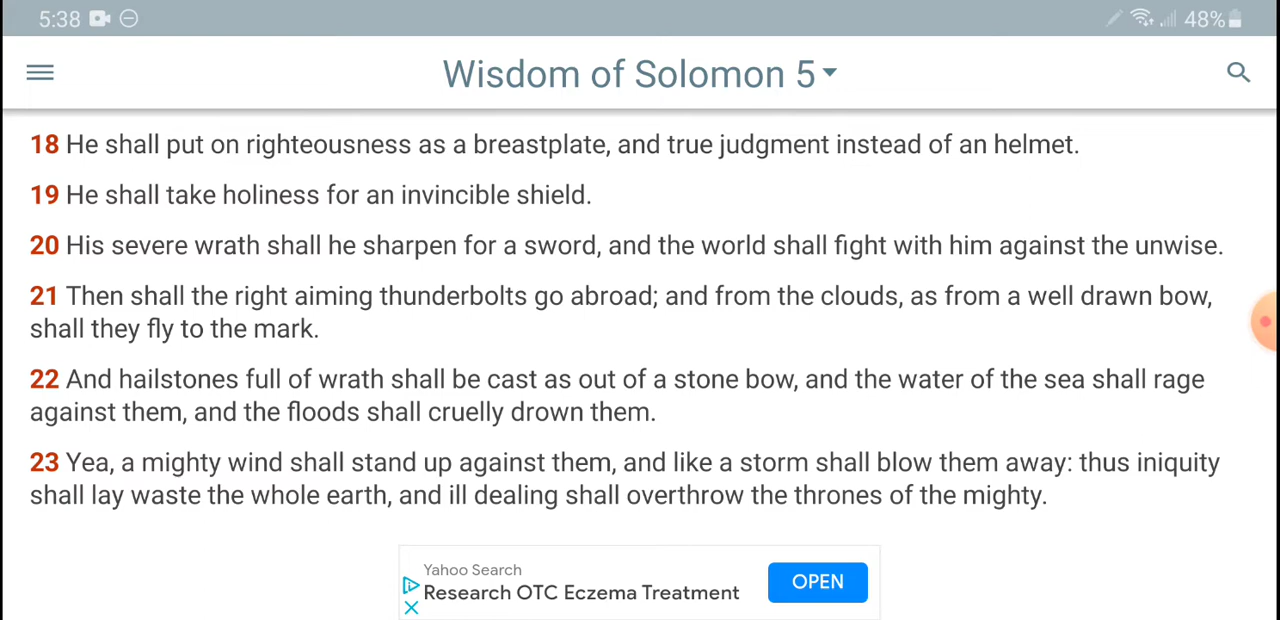 5:38 48%
Wisdom of Solomon 5
18 He shall put on righteousness as a breastplate, and true judgment instead of an helmet.
19 He shall take holiness for an invincible shield.
20 His severe wrath shall he sharpen for a sword, and the world shall fight with him against the unwise.
21 Then shall the right aiming thunderbolts go abroad; and from the clouds, as from a well drawn bow,
shall they fly to the mark.
22 And hailstones full of wrath shall be cast as out of a stone bow, and the water of the sea shall rage
against them, and the floods shall cruelly drown them.
23 Yea, a mighty wind shall stand up against them, and like a storm shall blow them away: thus iniquity
shall lay waste the whole earth, and ill dealing shall overthrow the thrones of the mighty.
Yahoo Search
Research OTC Eczema Treatment
OPEN